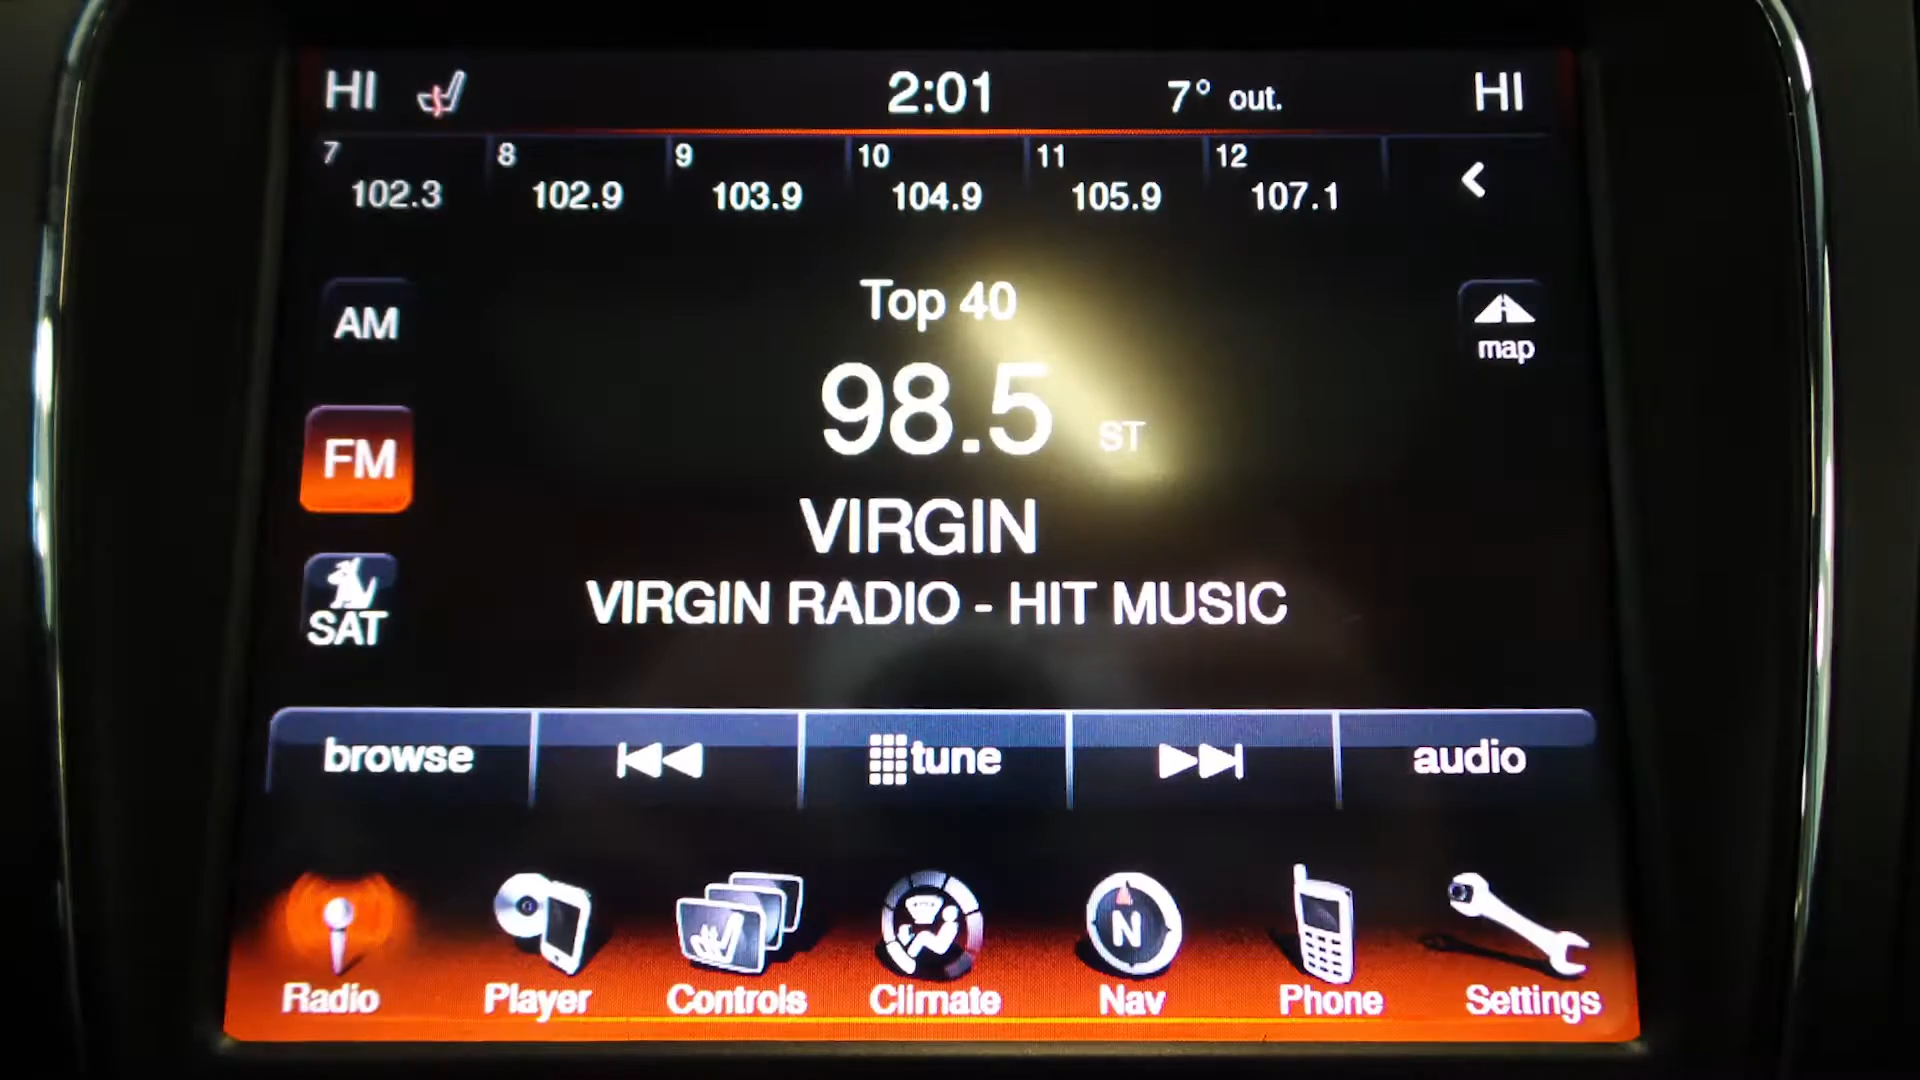 HI 2:01 7° out. HI
7 8 9 10 11 12
102.3 102.9 103.9 104.9 105.9 107.1
Top 40
AM
map
98.5 ST
FM
VIRGIN
VIRGIN RADIO - HIT MUSIC
SAT
browse tune audio
N
Radio Player Controls Climate Nav Phone Settings